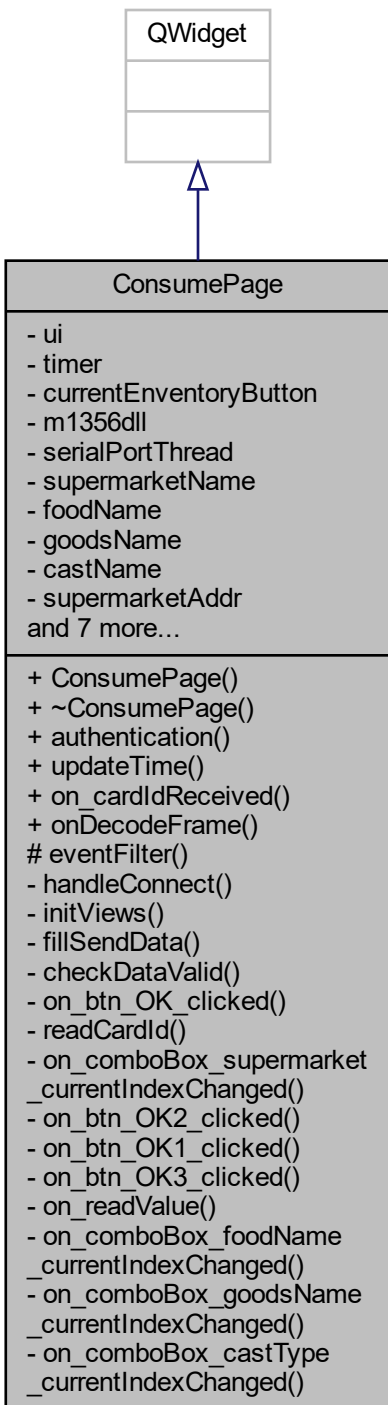 QWidget
ConsumePage
- ui
- timer
- currentEnventoryButton
- m1356dll
- serialPortThread
- supermarketName
- foodName
- goodsName
- castName
- supermarketAddr
and 7 more...
+ ConsumePage()
+ ~ConsumePage()
+ authentication()
+ updateTime()
+ on_cardIdReceived()
+ onDecodeFrame()
# eventFilter()
- handleConnect()
- initViews()
- fillSendData()
- checkDataValid()
- on_btn_OK_clicked()
- readCardId()
- on_comboBox_supermarket
_currentIndexChanged()
- on_btn_OK2_clicked()
- on_btn_OK1_clicked()
- on_btn_OK3_clicked()
- on_readValue()
- on_comboBox_foodName
_currentIndexChanged()
- on_comboBox_goodsName
_currentIndexChanged()
- on_comboBox_castType
_currentIndexChanged()